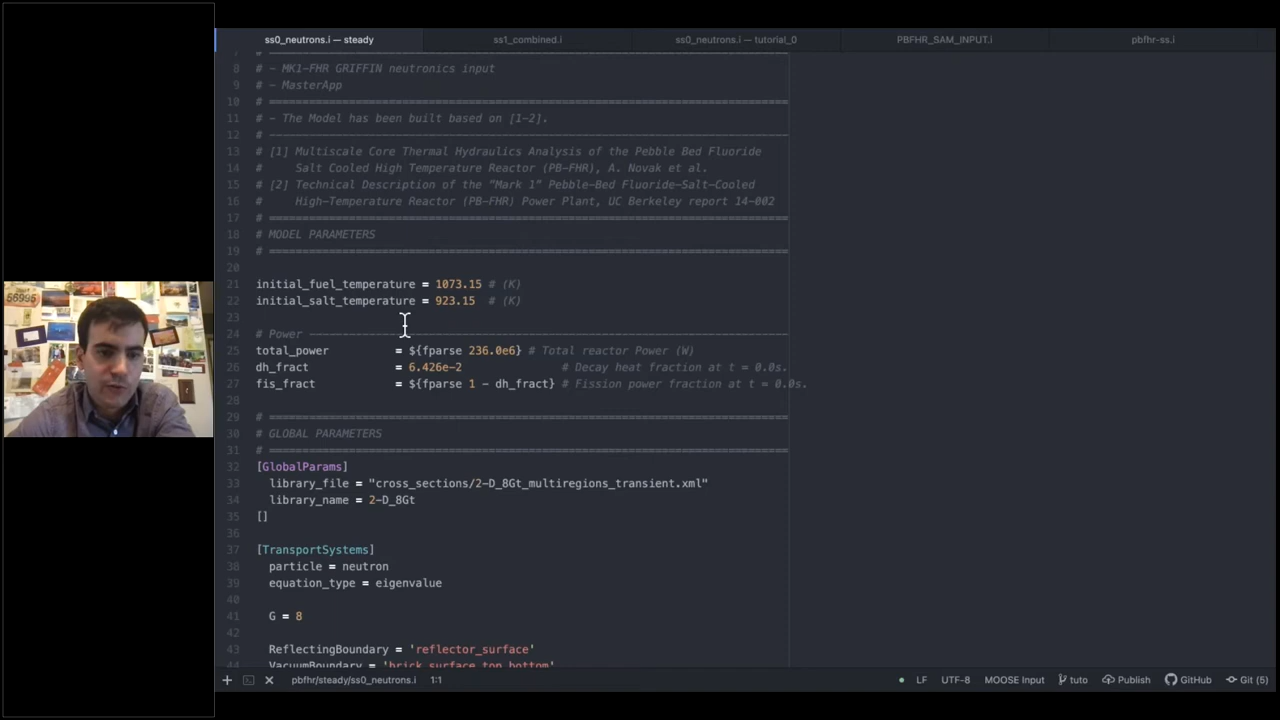 56995
ss0_neutrons.i — steady
ss1_combined.i
ss0_neutrons.i — tutorial_0
PBFHR_SAM_INPUT.i
pbfhr-ss.i
7 # ==============================================================================
8 # - MK1-FHR GRIFFIN neutronics input
9 # - MasterApp
10 # ==============================================================================
11 # - The Model has been built based on [1-2].
12 # ------------------------------------------------------------------------------
13 # [1] Multiscale Core Thermal Hydraulics Analysis of the Pebble Bed Fluoride
14 #     Salt Cooled High Temperature Reactor (PB-FHR), A. Novak et al.
15 # [2] Technical Description of the "Mark 1" Pebble-Bed Fluoride-Salt-Cooled
16 #     High-Temperature Reactor (PB-FHR) Power Plant, UC Berkeley report 14-002
17 # ==============================================================================
18 # MODEL PARAMETERS
19 # ==============================================================================
20
21 initial_fuel_temperature = 1073.15 # (K)
22 initial_salt_temperature = 923.15  # (K)
23
24 # Power ------------------------------------------------------------------------
25 total_power          = ${fparse 236.0e6} # Total reactor Power (W)
26 dh_fract             = 6.426e-2               # Decay heat fraction at t = 0.0s.
27 fis_fract            = ${fparse 1 - dh_fract} # Fission power fraction at t = 0.0s.
28
29 # ==============================================================================
30 # GLOBAL PARAMETERS
31 # ==============================================================================
32 [GlobalParams]
33   library_file = "cross_sections/2-D_8Gt_multiregions_transient.xml"
34   library_name = 2-D_8Gt
35 []
36
37 [TransportSystems]
38   particle = neutron
39   equation_type = eigenvalue
40
41   G = 8
42
43   ReflectingBoundary = 'reflector_surface'
44   VacuumBoundary = 'brick_surface top bottom'
pbfhr/steady/ss0_neutrons.i 1:1
LF UTF-8 MOOSE Input tuto Publish GitHub Git (5)